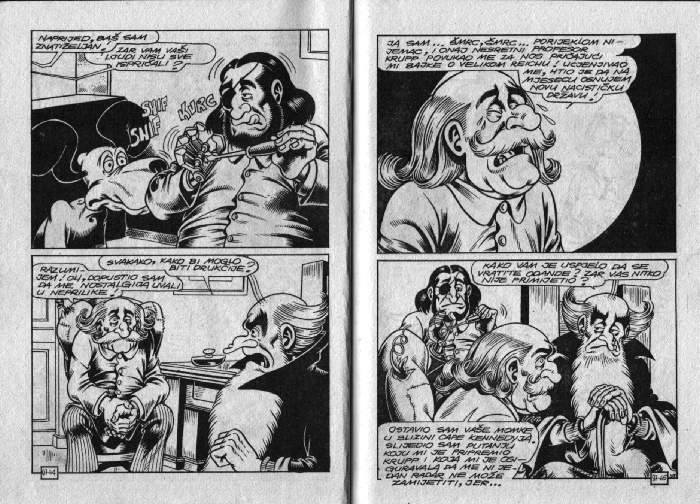 NAPRIJED, BAŠ SAM
ZNATIŽELJAN.
ZAR VAM VAŠI
LJUDI NISU SVE
ISPRIČALI?
SNIF
SNIF
KVRC
RAZUMI-
JEM! OH, DOPUSTIO SAM
DA ME NOSTALGIJA UVALI
U NEPRILIKE!
SVAKAKO, KAKO BI MOGLO
BITI DRUKČIJE?
JA SAM... ŠMRC, ŠMRC... PORIJEKLOM NI-
JEMAC, I ONAJ NESRETNI PROFESOR
KRUPP POVUKAO ME ZA NOS PRUČAJUĆI
MI BAJKE O VELIKOM REICHU! UCJENJIVAO
ME, HTIO JE DA NA
MJESECU OSNUJEM
NOVU NACISTIČKU
DRŽAVU!
KAKO VAM JE USPJELO DA SE
VRATITE ODANDE? ZAR VAS NITKO
NIJE PRIMIJETIO?
OSTAVIO SAM VAŠE MOMKE
U BLIZINI CAPE KENNEDYJA.
SLIJEDIO SAM PUTANJU
KOJU MI JE PRIPREMIO
KRUPP I KOJA MI JE OSI-
GURAVALA DA ME NI JE-
DAN RADAR NE MOŽE
ZAMIJETITI, JER...